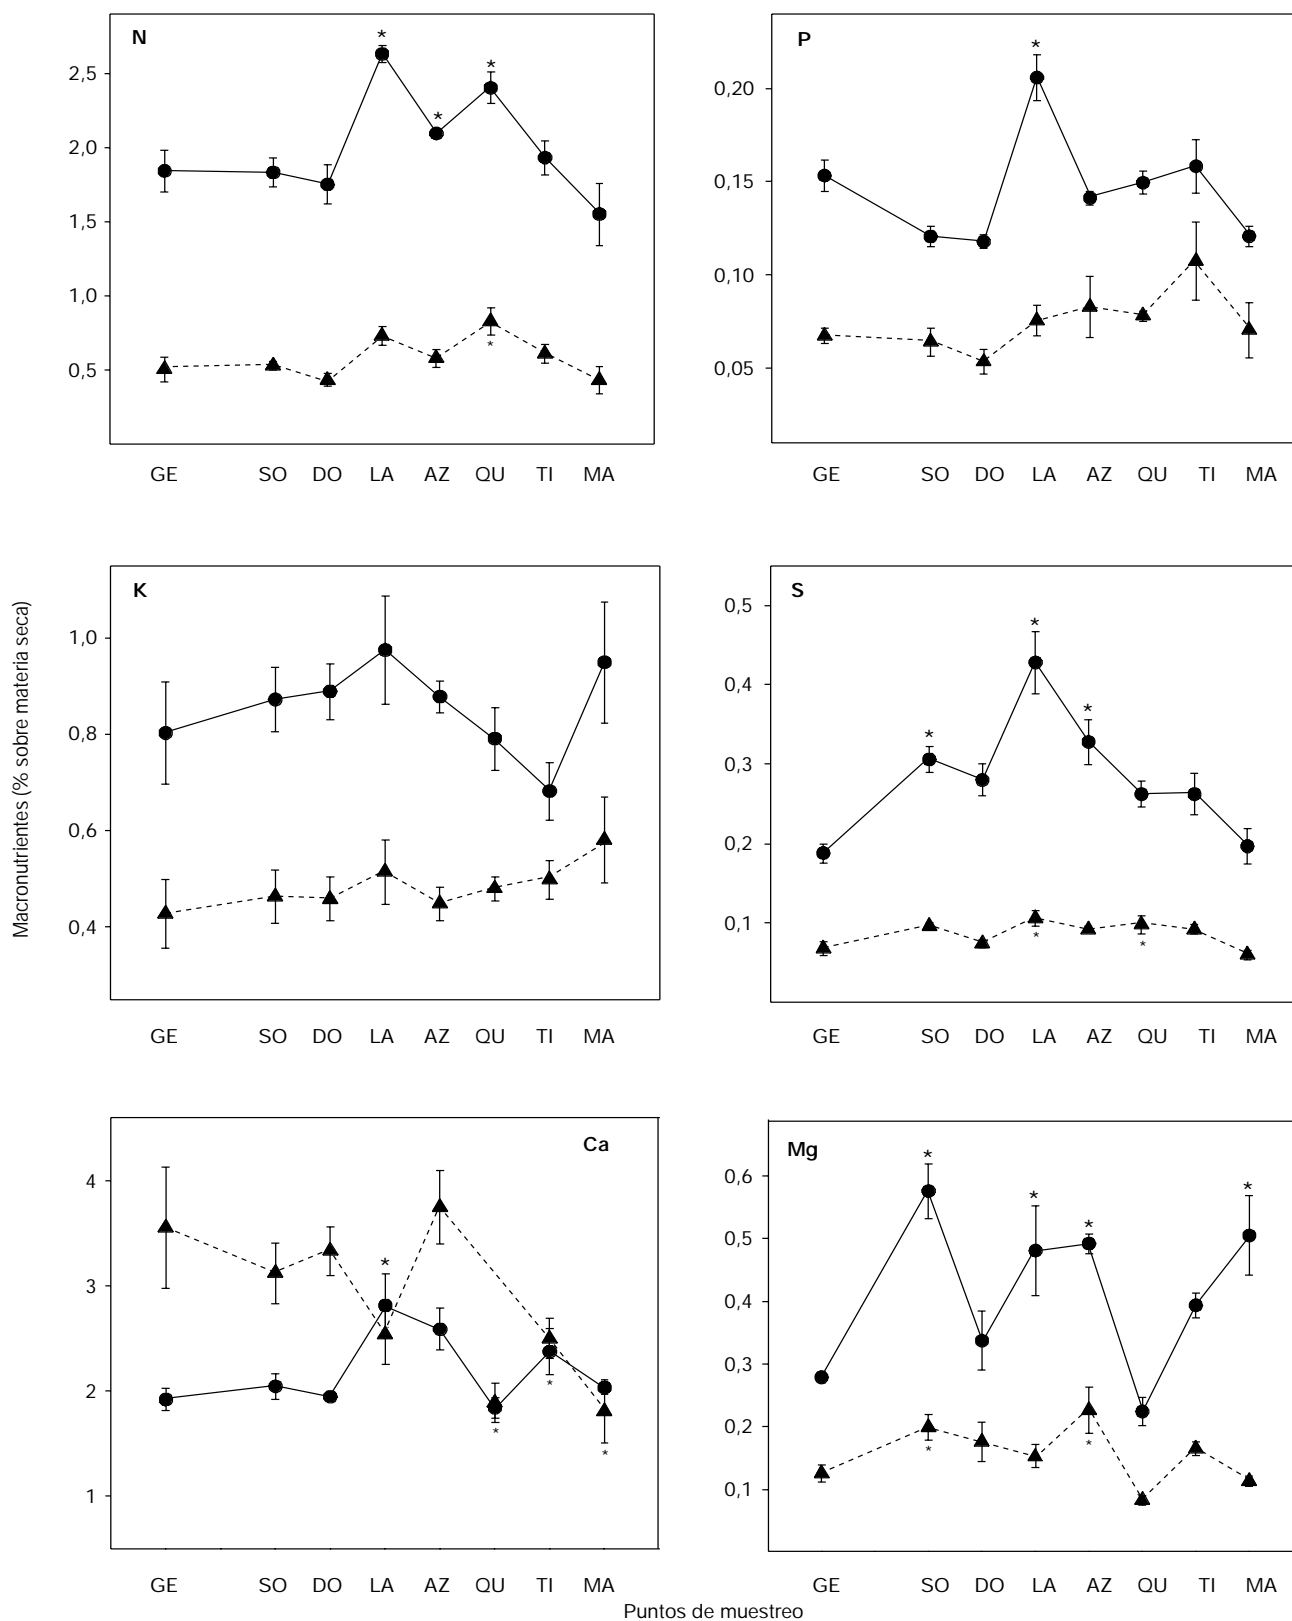 N
2,5
2,0
1,5
1,0
0,5
GE SO DO LA AZ QU TI MA
P
0,20
0,15
0,10
0,05
GE SO DO LA AZ QU TI MA
Macronutrientes (% sobre materia seca)
K
1,0
0,8
0,6
0,4
GE SO DO LA AZ QU TI MA
S
0,5
0,4
0,3
0,2
0,1
GE SO DO LA AZ QU TI MA
Ca
4
3
2
1
GE SO DO LA AZ QU TI MA
Mg
0,6
0,5
0,4
0,3
0,2
0,1
GE SO DO LA AZ QU TI MA
Puntos de muestreo